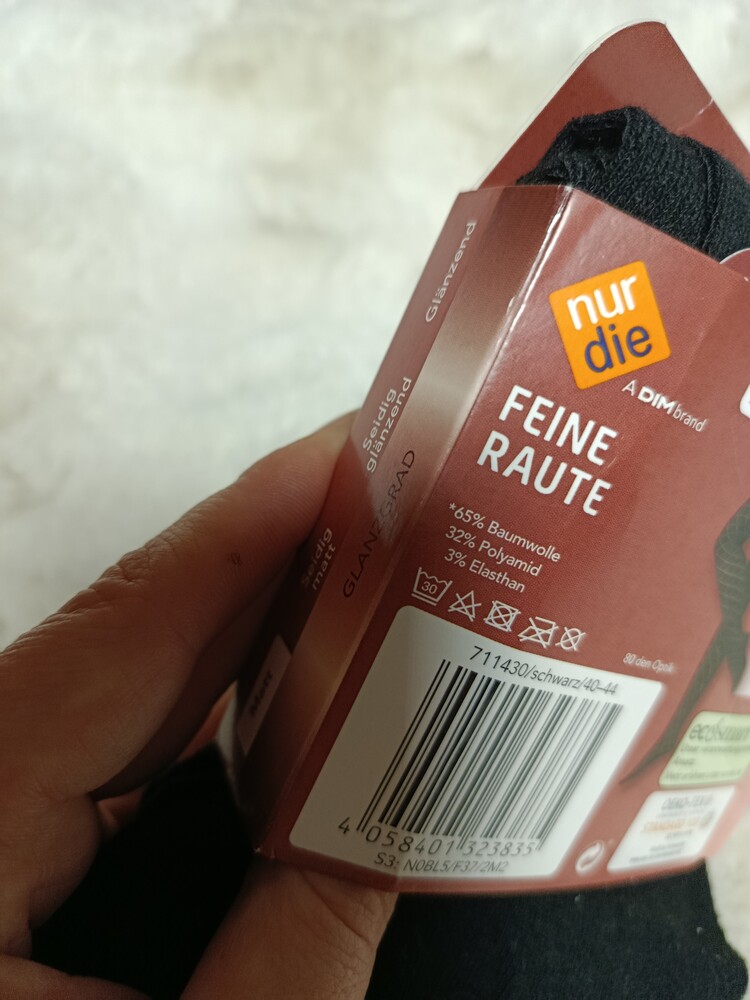 nur
die
A DIM brand
FEINE
RAUTE
*65% Baumwolle
32% Polyamid
3% Elasthan
30
80 den Optik
711430/schwarz/40-44
4 058401 323835
S3: N0BL5/F37/2M2
GLANZGRAD
Glänzend
Seidig
glänzend
Seidig
matt
Matt